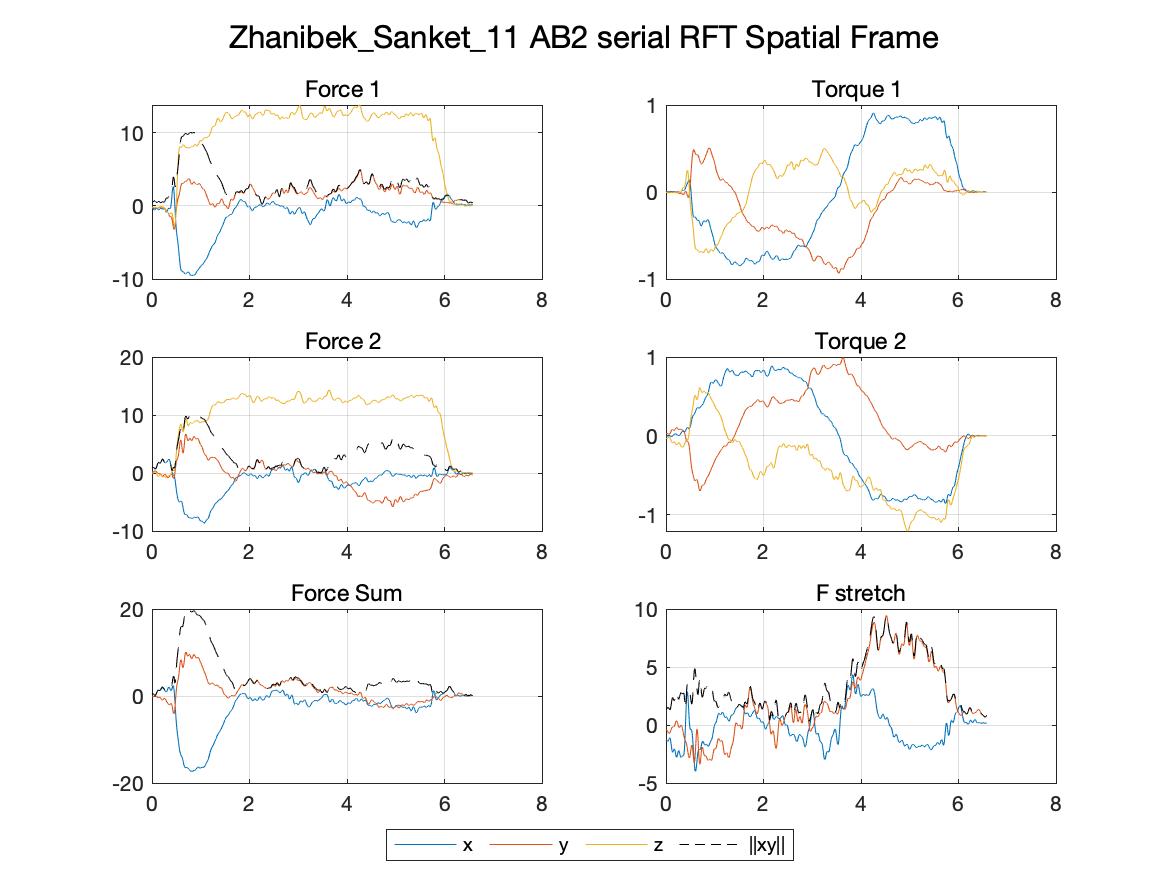 Zhanibek_Sanket_11 AB2 serial RFT Spatial Frame
Force 1
10
0
-10
0 2 4 6 8
Torque 1
1
0
-1
0 2 4 6 8
Force 2
20
10
0
-10
0 2 4 6 8
Torque 2
1
0
-1
0 2 4 6 8
Force Sum
20
0
-20
0 2 4 6 8
F stretch
10
5
0
-5
0 2 4 6 8
x y z ||xy||